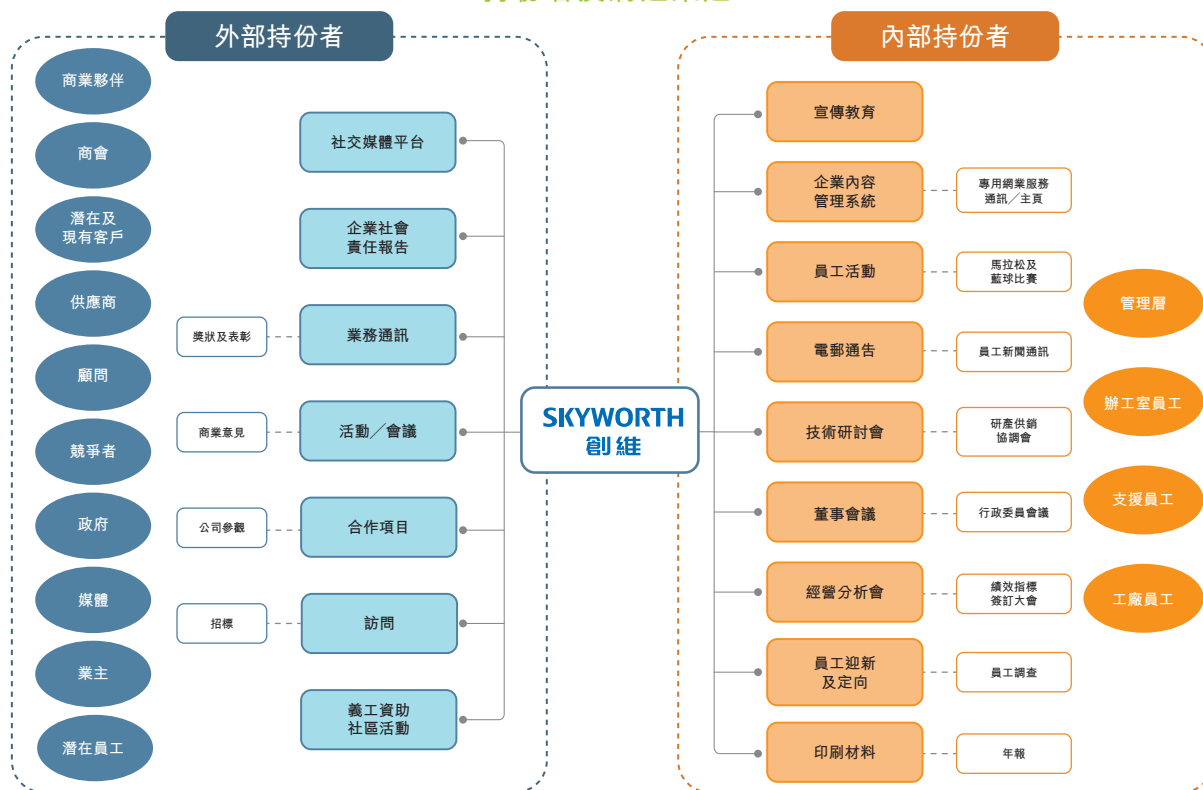 外部持份者
商業夥伴
商會
潛在及
現有客戶
供應商
顧問
競爭者
政府
媒體
業主
潛在員工
社交媒體平台
企業社會
責任報告
業務通訊
獎狀及表彰
活動／會議
商業意見
合作項目
公司參觀
訪問
招標
義工資助
社區活動
SKYWORTH
創維
內部持份者
宣傳教育
企業內容
管理系統
專用網業服務
通訊／主頁
員工活動
馬拉松及
籃球比賽
電郵通告
員工新聞通訊
技術研討會
研產供銷
協調會
董事會議
行政委員會議
經營分析會
績效指標
簽訂大會
員工迎新
及定向
員工調查
印刷材料
年報
管理層
辦工室員工
支援員工
工廠員工